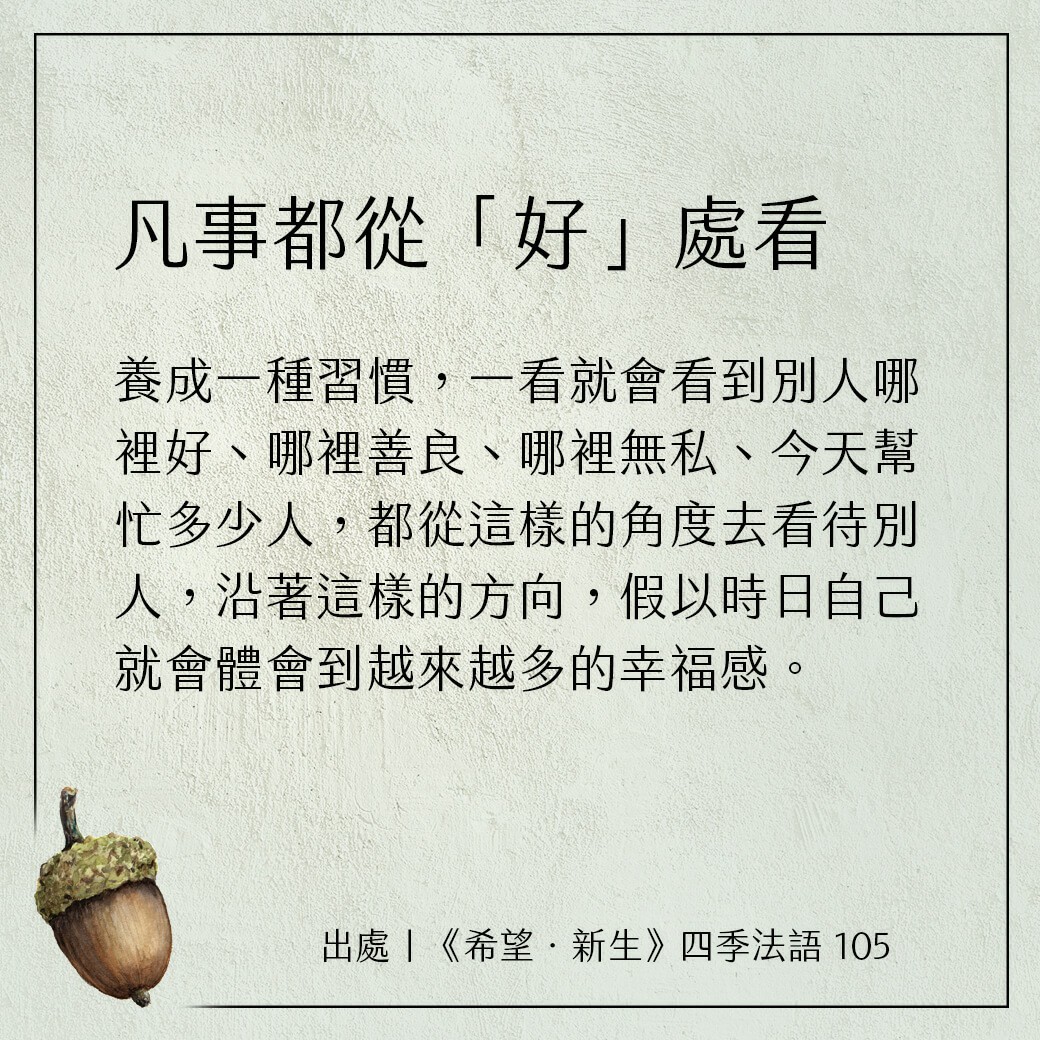 凡事都從「好」處看
養成一種習慣，一看就會看到別人哪
裡好、哪裡善良、哪裡無私、今天幫
忙多少人，都從這樣的角度去看待別
人，沿著這樣的方向，假以時日自己
就會體會到越來越多的幸福感。
出處｜《希望．新生》四季法語 105